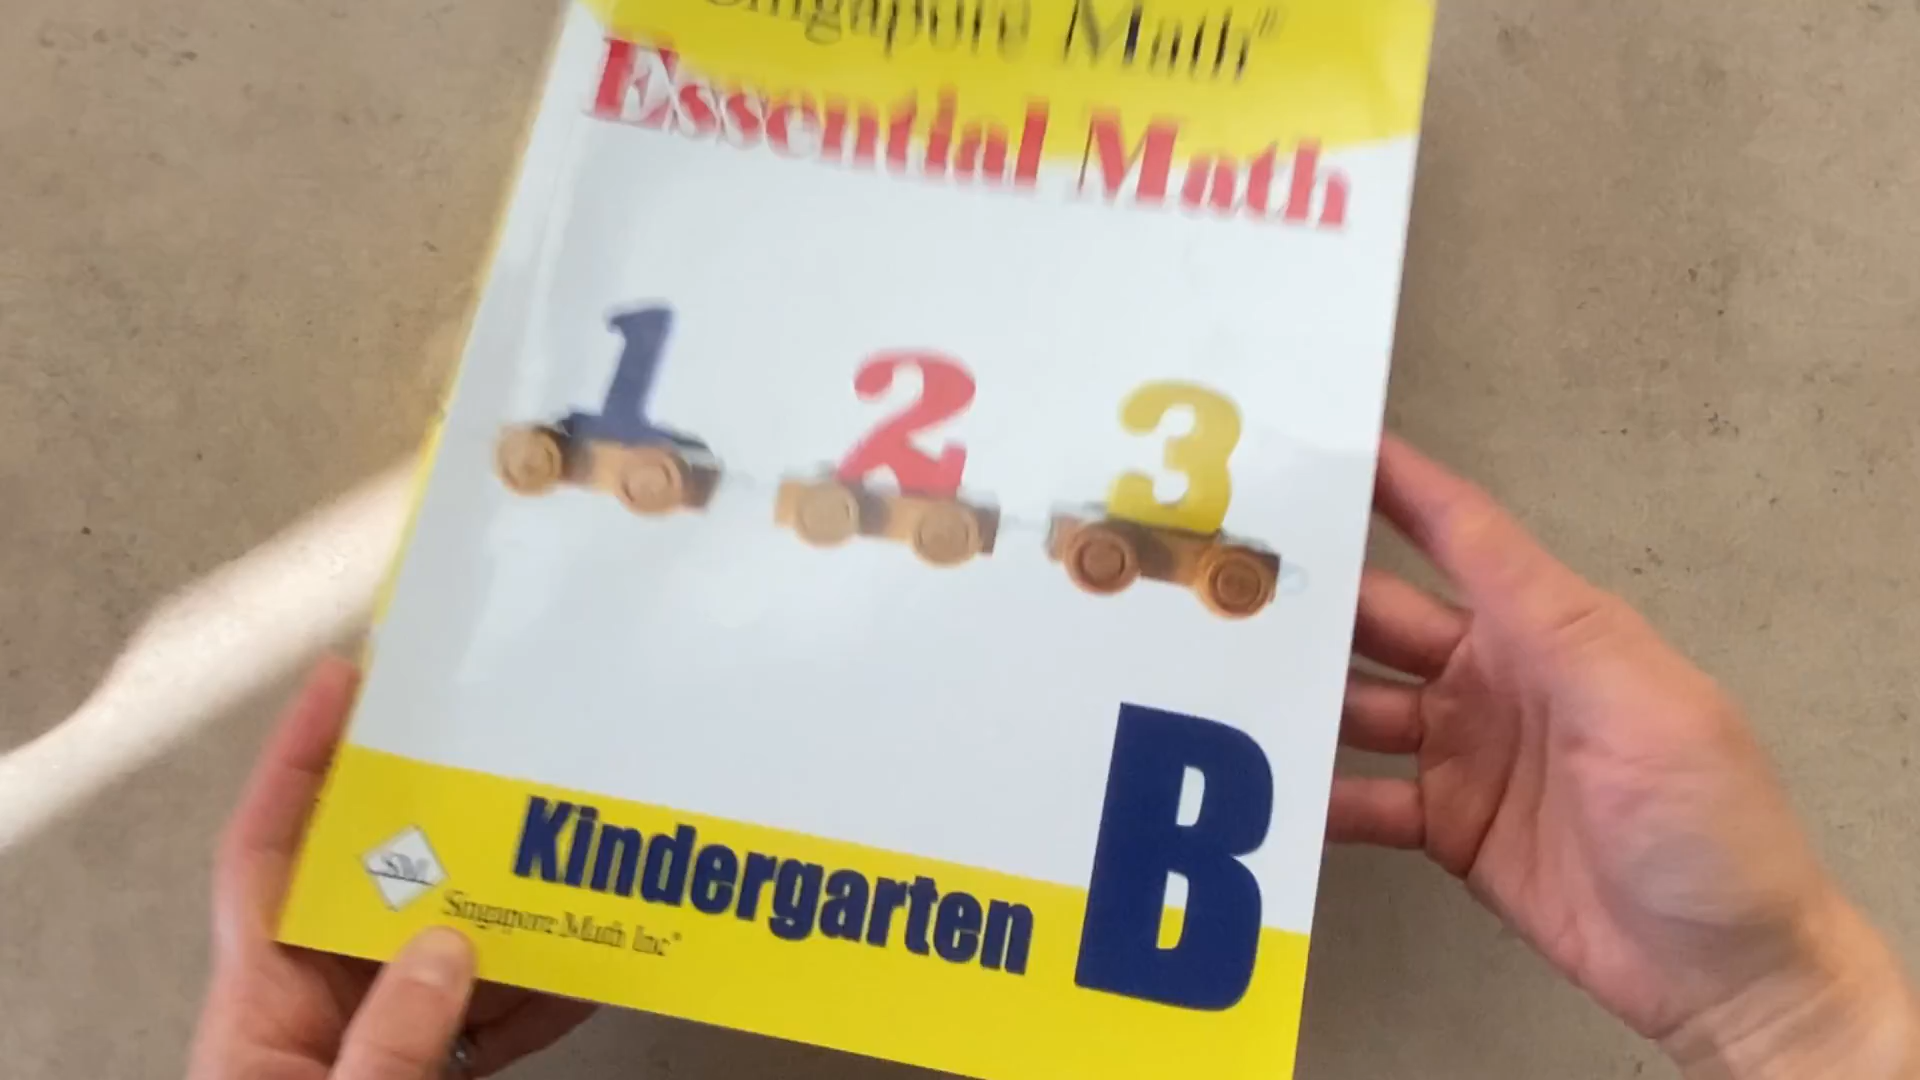 Singapore Math®
Essential Math
1 2 3
B
Kindergarten
SM
Singapore Math Inc®